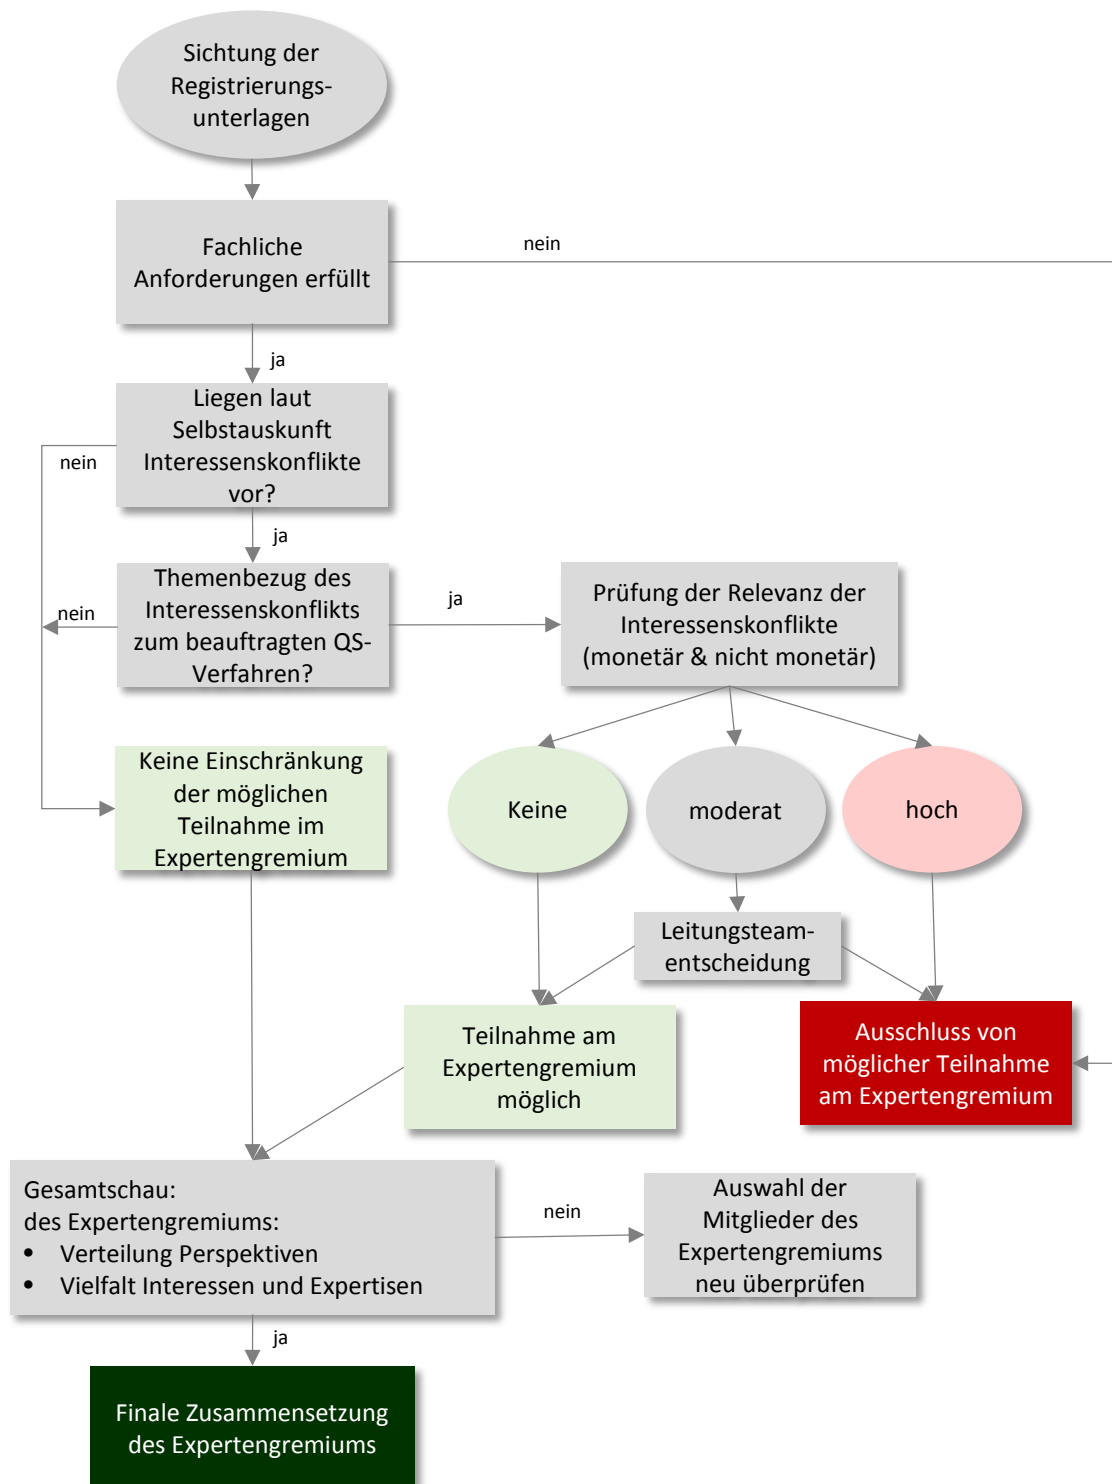 Sichtung der
Registrierungs-
unterlagen
Fachliche
Anforderungen erfüllt
nein
ja
Liegen laut
Selbstauskunft
Interessenskonflikte
vor?
nein
ja
Themenbezug des
Interessenskonflikts
zum beauftragten QS-
Verfahren?
nein
ja
Prüfung der Relevanz der
Interessenskonflikte
(monetär & nicht monetär)
Keine Einschränkung
der möglichen
Teilnahme im
Expertengremium
Keine
moderat
hoch
Leitungsteam-
entscheidung
Teilnahme am
Expertengremium
möglich
Ausschluss von
möglicher Teilnahme
am Expertengremium
Gesamtschau:
des Expertengremiums:
• Verteilung Perspektiven
• Vielfalt Interessen und Expertisen
nein
Auswahl der
Mitglieder des
Expertengremiums
neu überprüfen
ja
Finale Zusammensetzung
des Expertengremiums